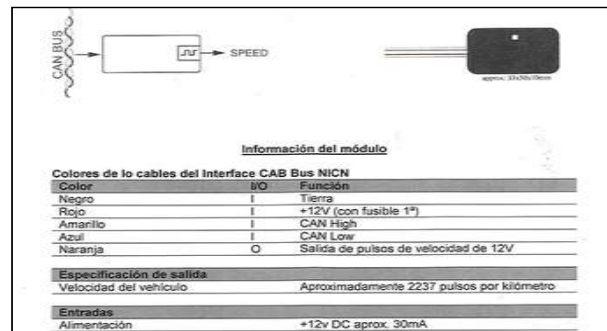 CAN BUS
SPEED
Información del módulo
Colores de lo cables del Interface CAB Bus NICN
Color I/O Función
Negro I Tierra
Rojo I +12V (con fusible 1ª)
Amarillo I CAN High
Azul I CAN Low
Naranja O Salida de pulsos de velocidad de 12V
Especificación de salida
Velocidad del vehículo Aproximadamente 2237 pulsos por kilómetro
Entradas
Alimentación +12v DC aprox. 30mA